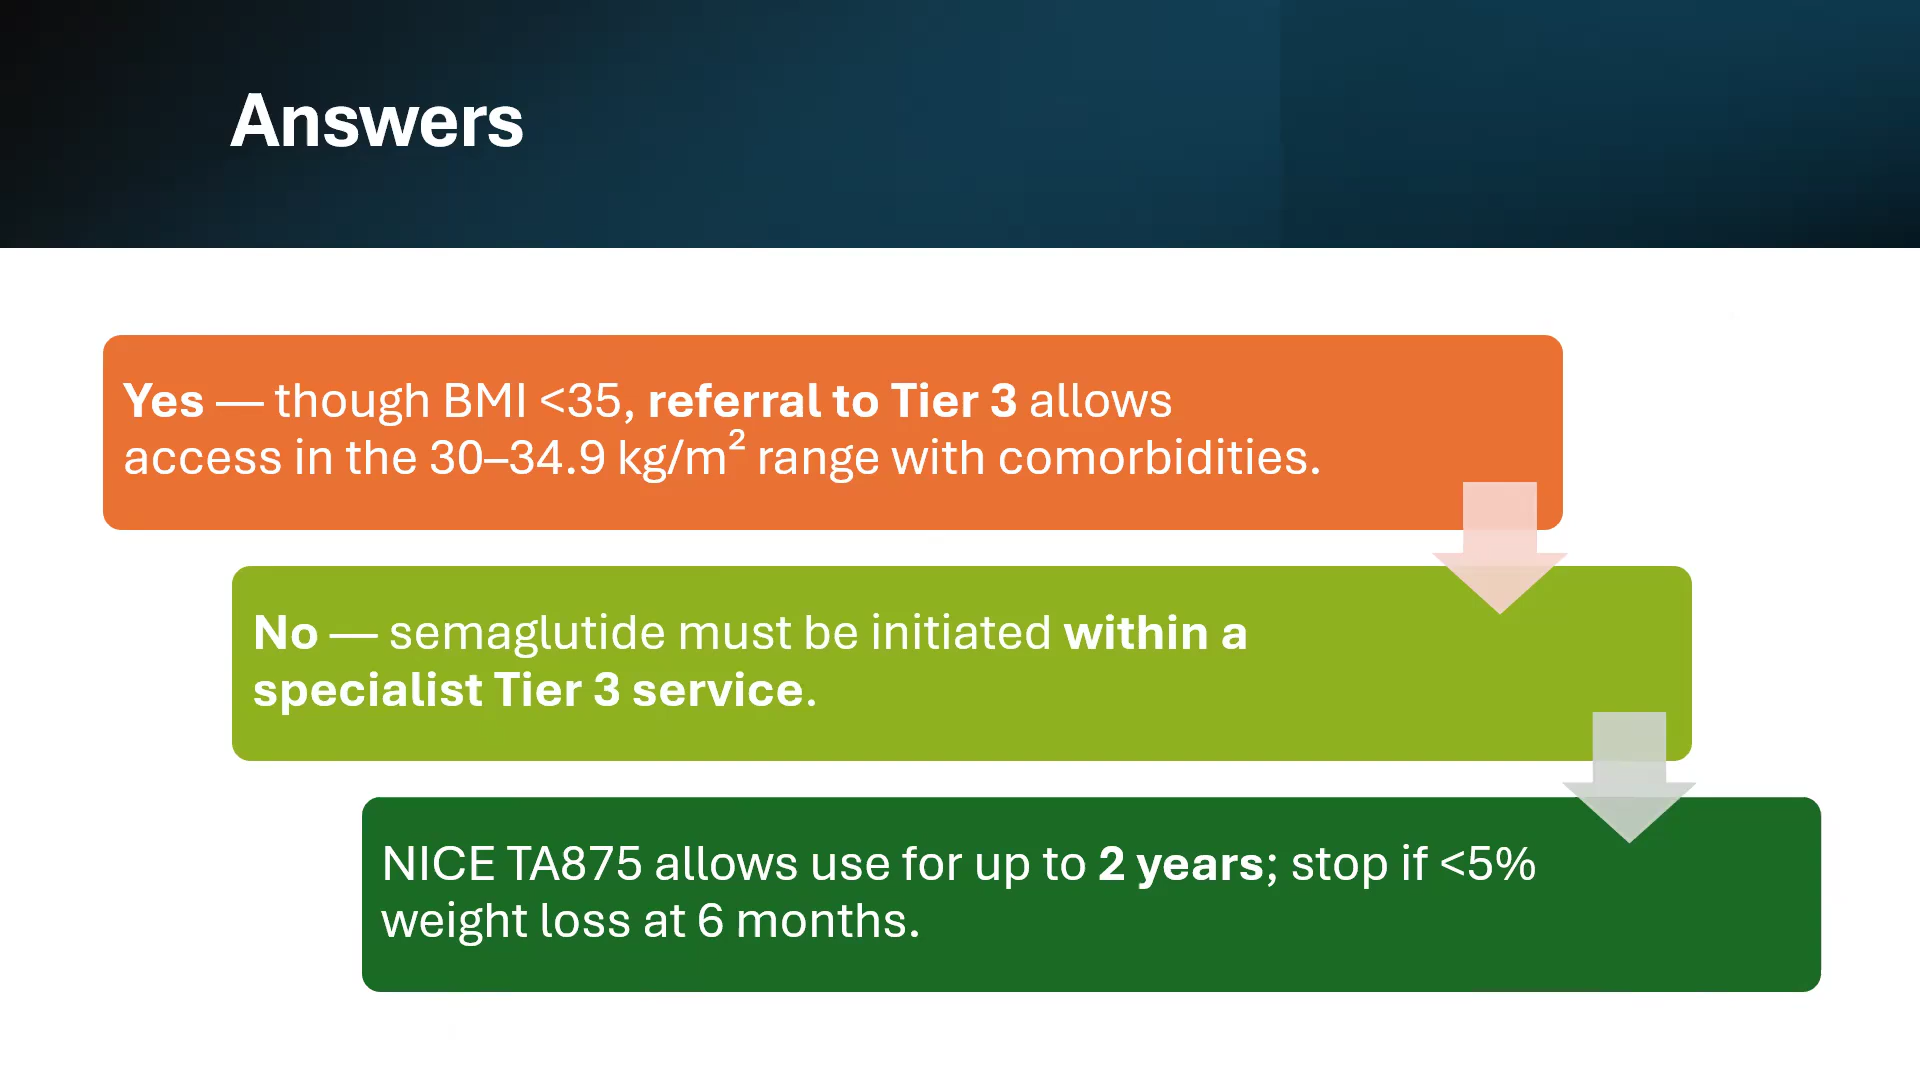 Answers
Yes — though BMI <35, referral to Tier 3 allows
access in the 30–34.9 kg/m² range with comorbidities.
No — semaglutide must be initiated within a
specialist Tier 3 service.
NICE TA875 allows use for up to 2 years; stop if <5%
weight loss at 6 months.